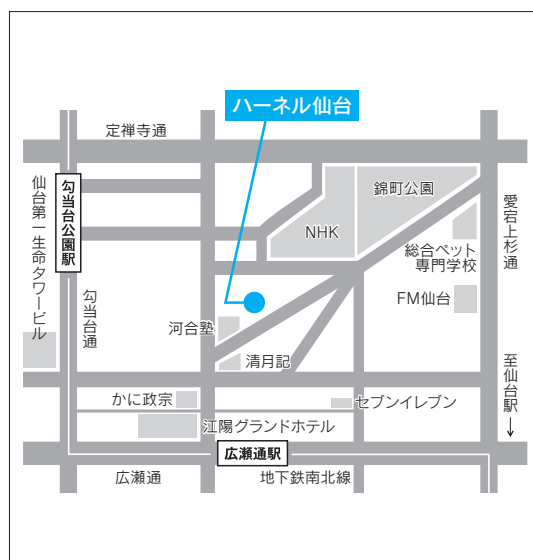 ハーネル仙台
定禅寺通
仙台第一生命タワービル
勾当台公園駅
勾当台通
錦町公園
NHK
愛宕上杉通
総合ペット
専門学校
FM仙台
河合塾
清月記
至仙台駅
↓
かに政宗
セブンイレブン
江陽グランドホテル
広瀬通駅
広瀬通
地下鉄南北線